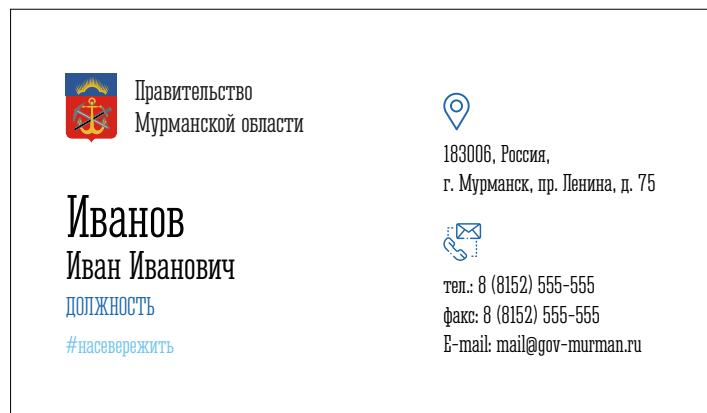 Правительство
Мурманской области
Иванов
Иван Иванович
ДОЛЖНОСТЬ
#насевережить
183006, Россия,
г. Мурманск, пр. Ленина, д. 75
тел.: 8 (8152) 555-555
факс: 8 (8152) 555-555
E-mail: mail@gov-murman.ru